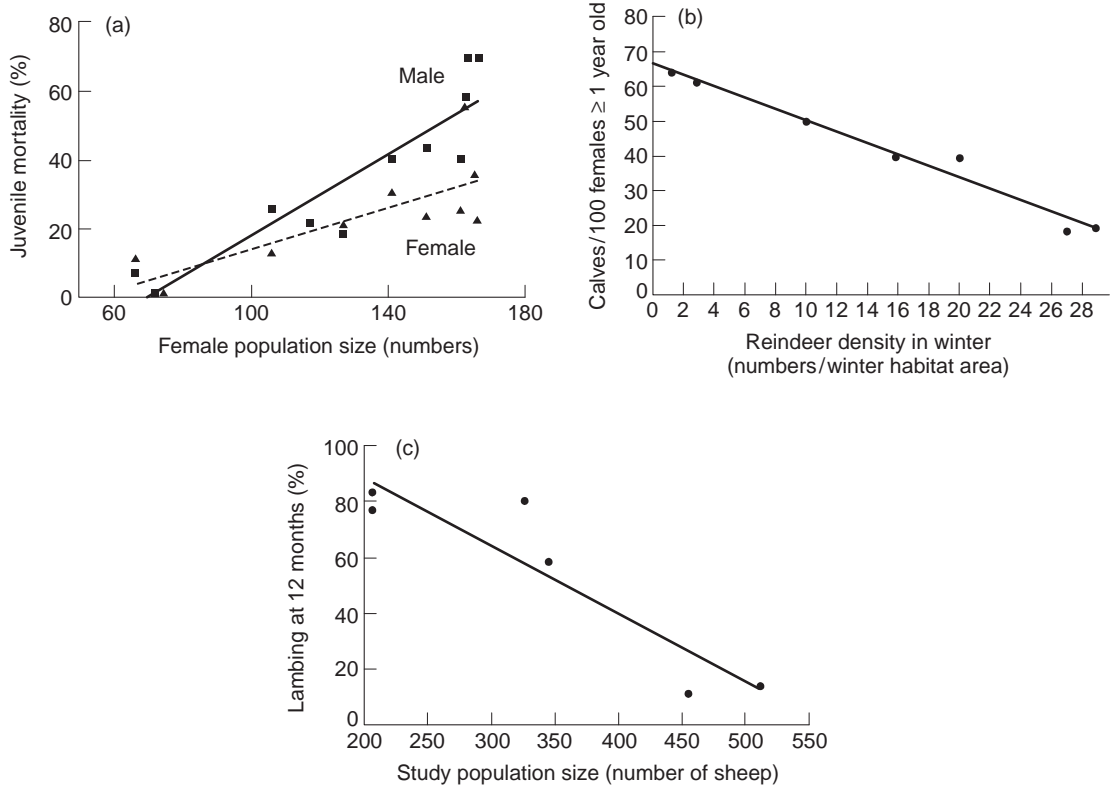 (a)
Juvenile mortality (%)
80
60
40
20
0
Male
Female
60
100
140
180
Female population size (numbers)
(b)
Calves/100 females ≥ 1 year old
80
70
60
50
40
30
20
10
0
0 2 4 6 8 10 12 14 16 18 20 22 24 26 28
Reindeer density in winter
(numbers/winter habitat area)
(c)
Lambing at 12 months (%)
100
80
60
40
20
0
200 250 300 350 400 450 500 550
Study population size (number of sheep)